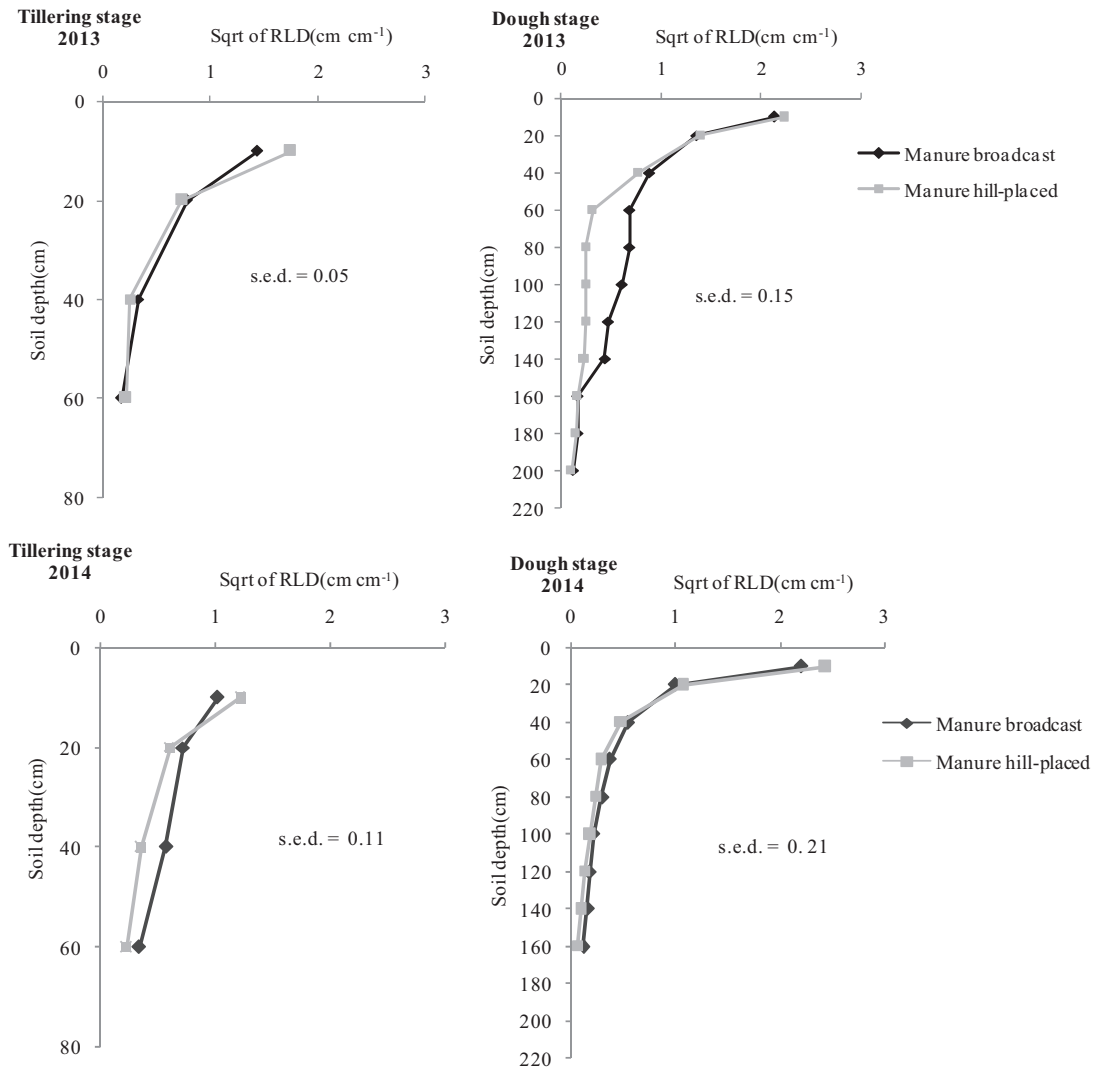 Tillering stage
2013
Sqrt of RLD(cm cm⁻¹)
0 1 2 3
0
20
40
60
80
Soil depth(cm)
s.e.d. = 0.05
Dough stage
2013
Sqrt of RLD(cm cm⁻¹)
0 1 2 3
0
20
40
60
80
100
120
140
160
180
200
220
Soil depth(cm)
s.e.d. = 0.15
Manure broadcast
Manure hill-placed
Tillering stage
2014
Sqrt of RLD(cm cm⁻¹)
0 1 2 3
0
20
40
60
80
Soil depth(cm)
s.e.d. = 0.11
Dough stage
2014
Sqrt of RLD(cm cm⁻¹)
0 1 2 3
0
20
40
60
80
100
120
140
160
180
200
220
Soil depth(cm)
s.e.d. = 0. 21
Manure broadcast
Manure hill-placed